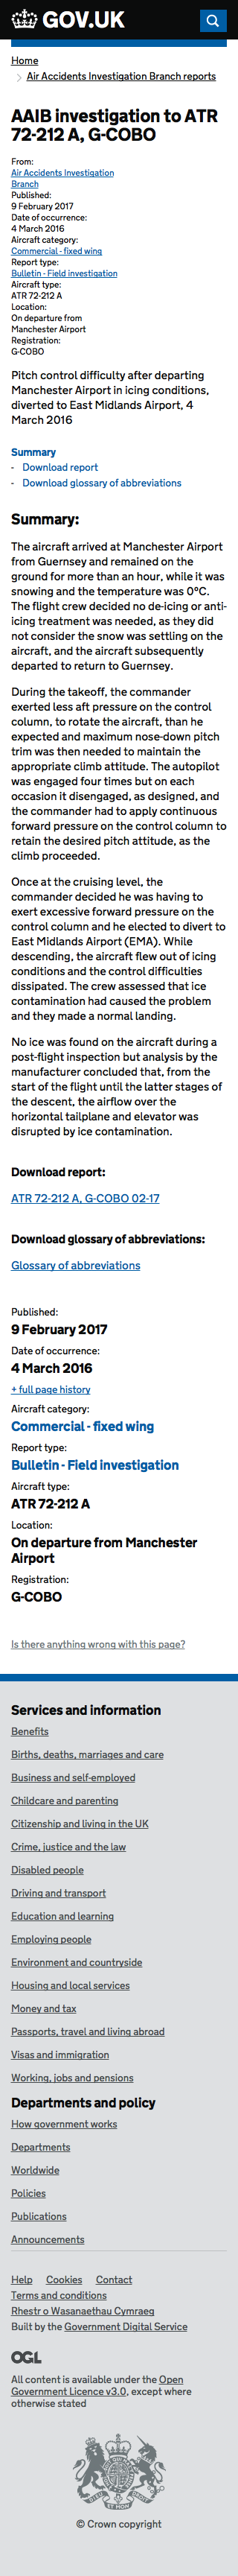 GOV.UK
Home
Air Accidents Investigation Branch reports
AAIB investigation to ATR
72-212 A, G-COBO
From:
Air Accidents Investigation
Branch
Published:
9 February 2017
Date of occurrence:
4 March 2016
Aircraft category:
Commercial - fixed wing
Report type:
Bulletin - Field investigation
Aircraft type:
ATR 72-212 A
Location:
On departure from
Manchester Airport
Registration:
G-COBO
Pitch control difficulty after departing
Manchester Airport in icing conditions,
diverted to East Midlands Airport, 4
March 2016
Summary
- Download report
- Download glossary of abbreviations
Summary:
The aircraft arrived at Manchester Airport
from Guernsey and remained on the
ground for more than an hour, while it was
snowing and the temperature was 0ºC.
The flight crew decided no de-icing or anti-
icing treatment was needed, as they did
not consider the snow was settling on the
aircraft, and the aircraft subsequently
departed to return to Guernsey.
During the takeoff, the commander
exerted less aft pressure on the control
column, to rotate the aircraft, than he
expected and maximum nose-down pitch
trim was then needed to maintain the
appropriate climb attitude. The autopilot
was engaged four times but on each
occasion it disengaged, as designed, and
the commander had to apply continuous
forward pressure on the control column to
retain the desired pitch attitude, as the
climb proceeded.
Once at the cruising level, the
commander decided he was having to
exert excessive forward pressure on the
control column and he elected to divert to
East Midlands Airport (EMA). While
descending, the aircraft flew out of icing
conditions and the control difficulties
dissipated. The crew assessed that ice
contamination had caused the problem
and they made a normal landing.
No ice was found on the aircraft during a
post-flight inspection but analysis by the
manufacturer concluded that, from the
start of the flight until the latter stages of
the descent, the airflow over the
horizontal tailplane and elevator was
disrupted by ice contamination.
Download report:
ATR 72-212 A, G-COBO 02-17
Download glossary of abbreviations:
Glossary of abbreviations
Published:
9 February 2017
Date of occurrence:
4 March 2016
+ full page history
Aircraft category:
Commercial - fixed wing
Report type:
Bulletin - Field investigation
Aircraft type:
ATR 72-212 A
Location:
On departure from Manchester
Airport
Registration:
G-COBO
Is there anything wrong with this page?
Services and information
Benefits
Births, deaths, marriages and care
Business and self-employed
Childcare and parenting
Citizenship and living in the UK
Crime, justice and the law
Disabled people
Driving and transport
Education and learning
Employing people
Environment and countryside
Housing and local services
Money and tax
Passports, travel and living abroad
Visas and immigration
Working, jobs and pensions
Departments and policy
How government works
Departments
Worldwide
Policies
Publications
Announcements
Help Cookies Contact
Terms and conditions
Rhestr o Wasanaethau Cymraeg
Built by the Government Digital Service
OGL
All content is available under the Open
Government Licence v3.0, except where
otherwise stated
© Crown copyright